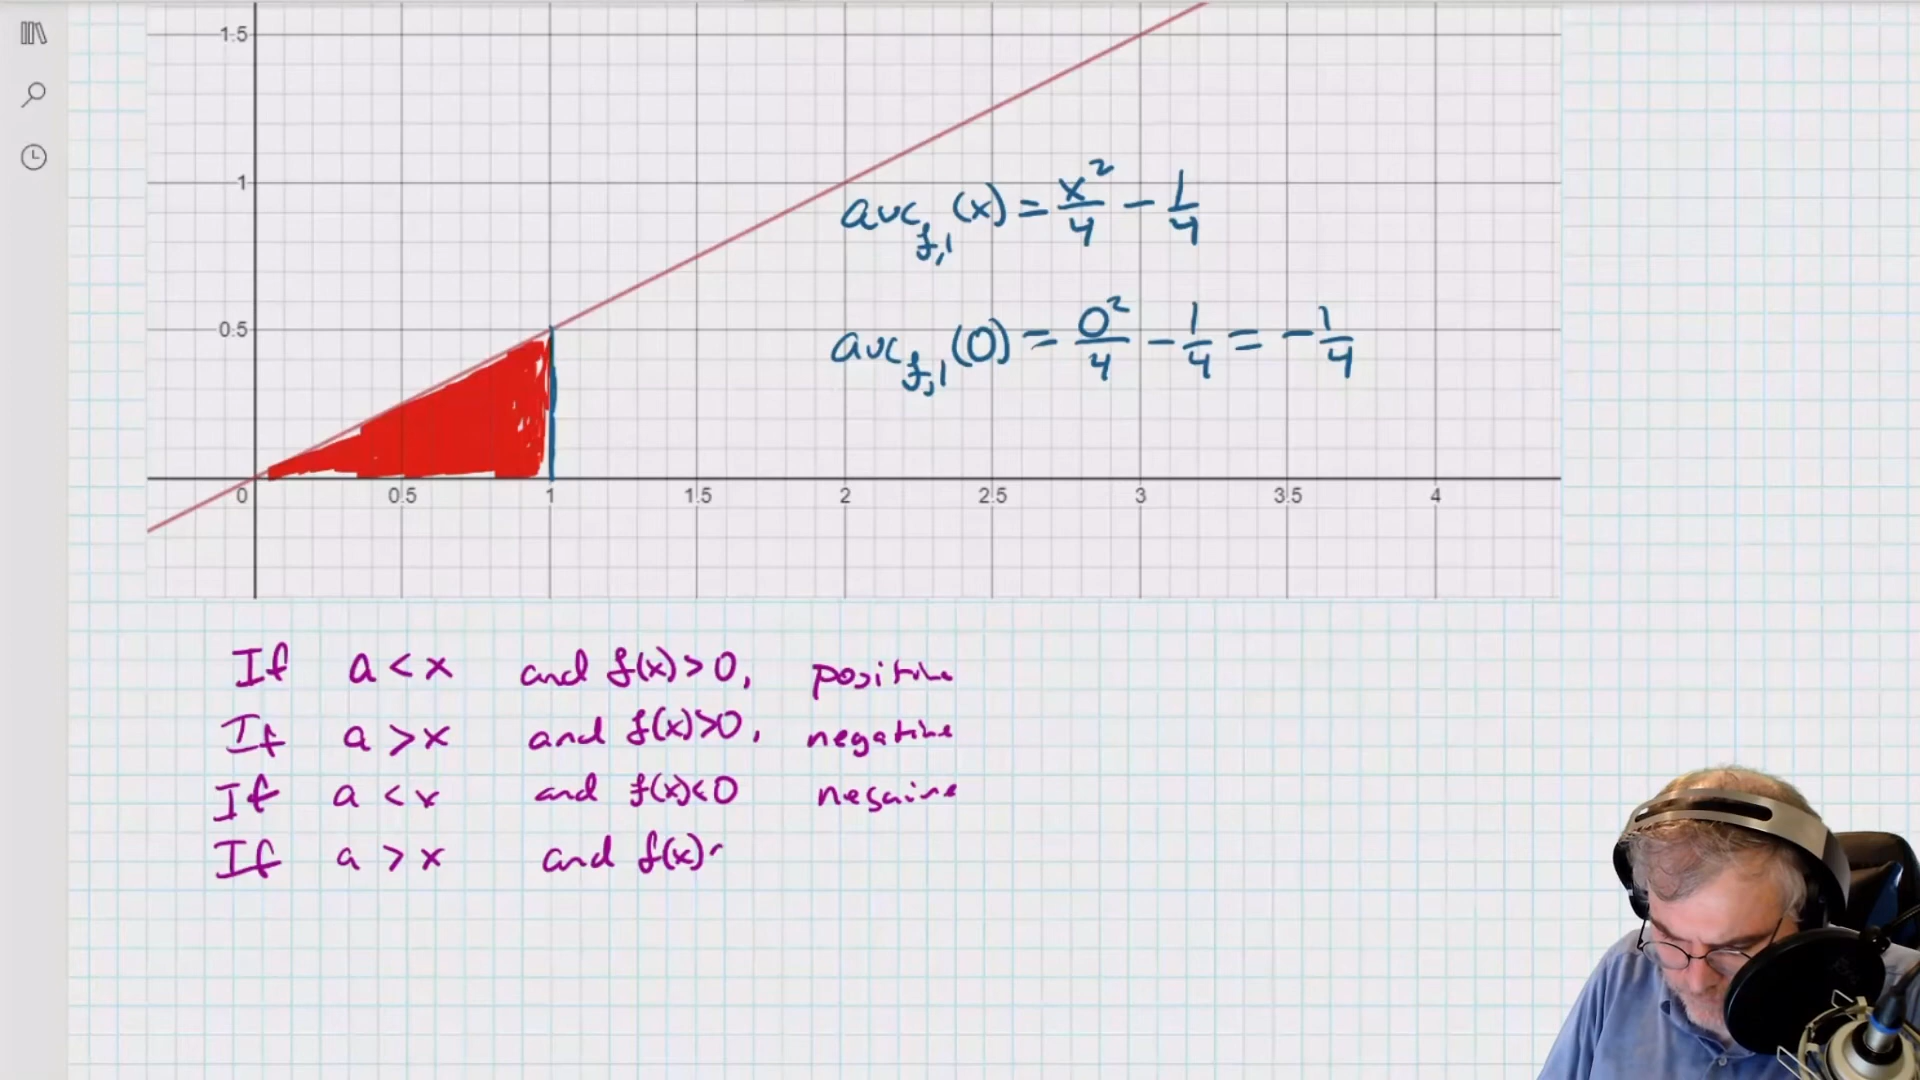 1.5
1
0.5
0 0.5 1 1.5 2 2.5 3 3.5 4
auc_{f,1}(x) = x²/4 − 1/4
auc_{f,1}(0) = 0²/4 − 1/4 = −1/4
If a < x and f(x) > 0, positive
If a > x and f(x) > 0, negative
If a < x and f(x) < 0 negaive
If a > x and f(x)